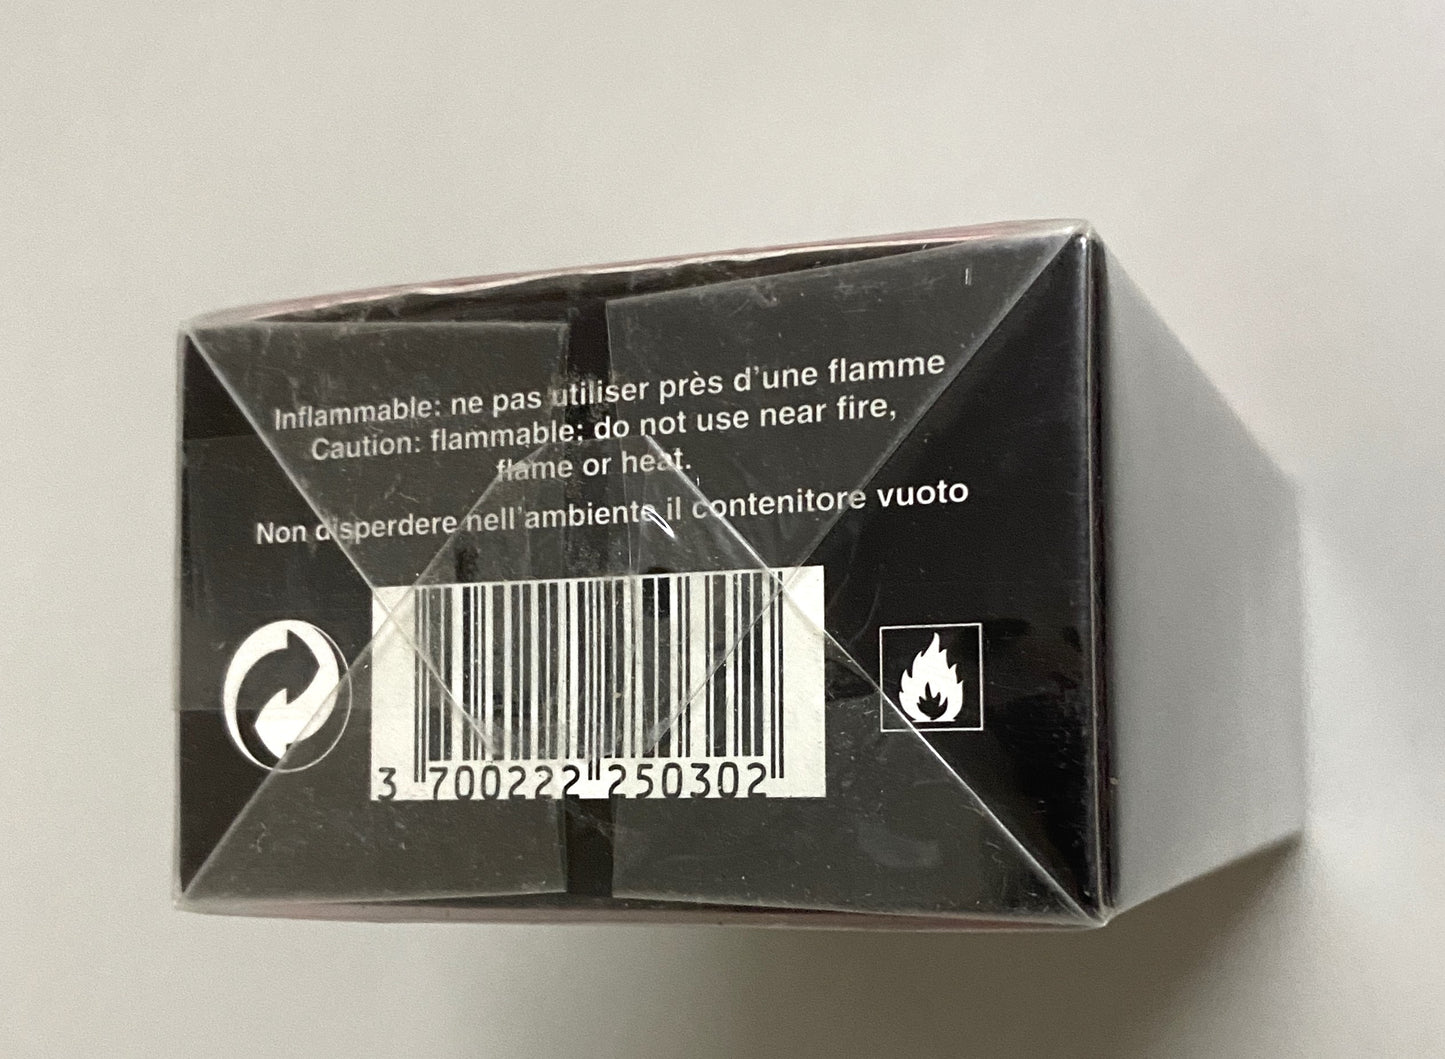 Inflammable: ne pas utiliser près d'une flamme
Caution: flammable: do not use near fire,
flame or heat.
Non disperdere nell'ambiente il contenitore vuoto
3 700222 250302